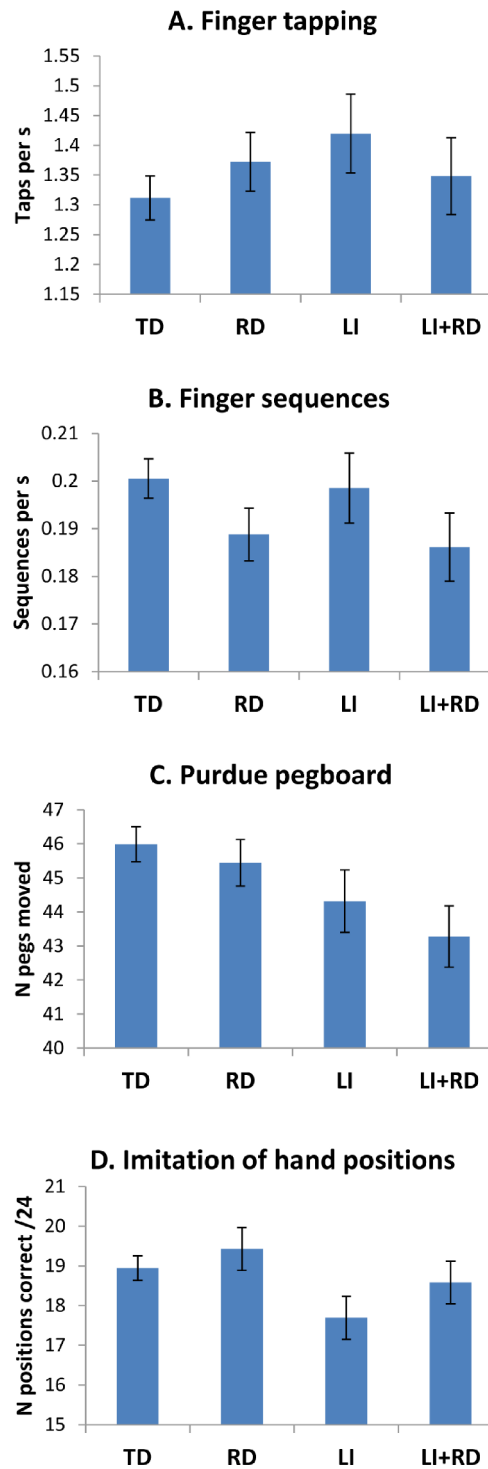 A. Finger tapping
Taps per s
1.55
1.5
1.45
1.4
1.35
1.3
1.25
1.2
1.15
TD RD LI LI+RD
B. Finger sequences
Sequences per s
0.21
0.2
0.19
0.18
0.17
0.16
TD RD LI LI+RD
C. Purdue pegboard
N pegs moved
47
46
45
44
43
42
41
40
TD RD LI LI+RD
D. Imitation of hand positions
N positions correct /24
21
20
19
18
17
16
15
TD RD LI LI+RD